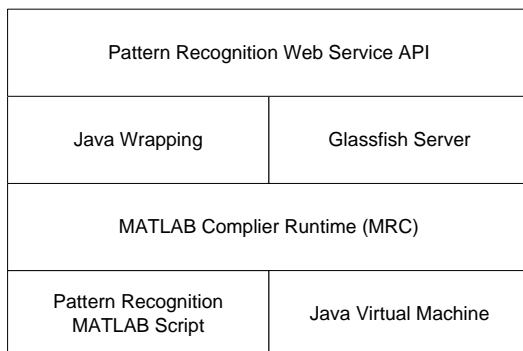 Pattern Recognition Web Service API
Java Wrapping
Glassfish Server
MATLAB Complier Runtime (MRC)
Pattern Recognition
MATLAB Script
Java Virtual Machine